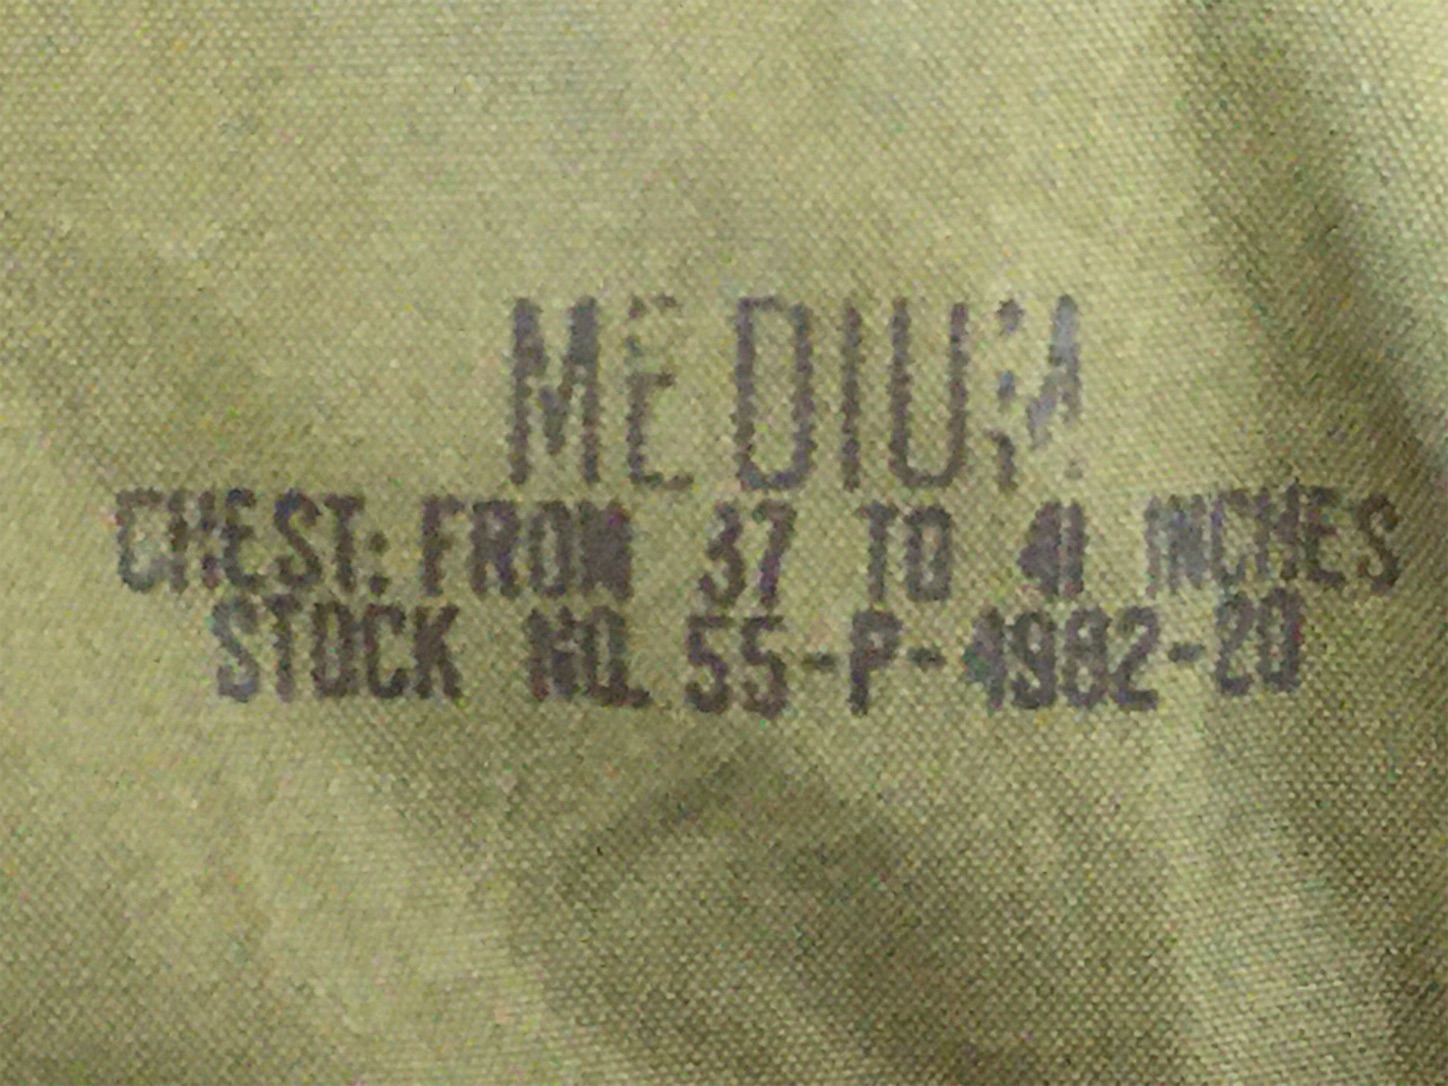 MEDIUM
CHEST: FROM 37 TO 41 INCHES
STOCK NO. 55-P-4982-20